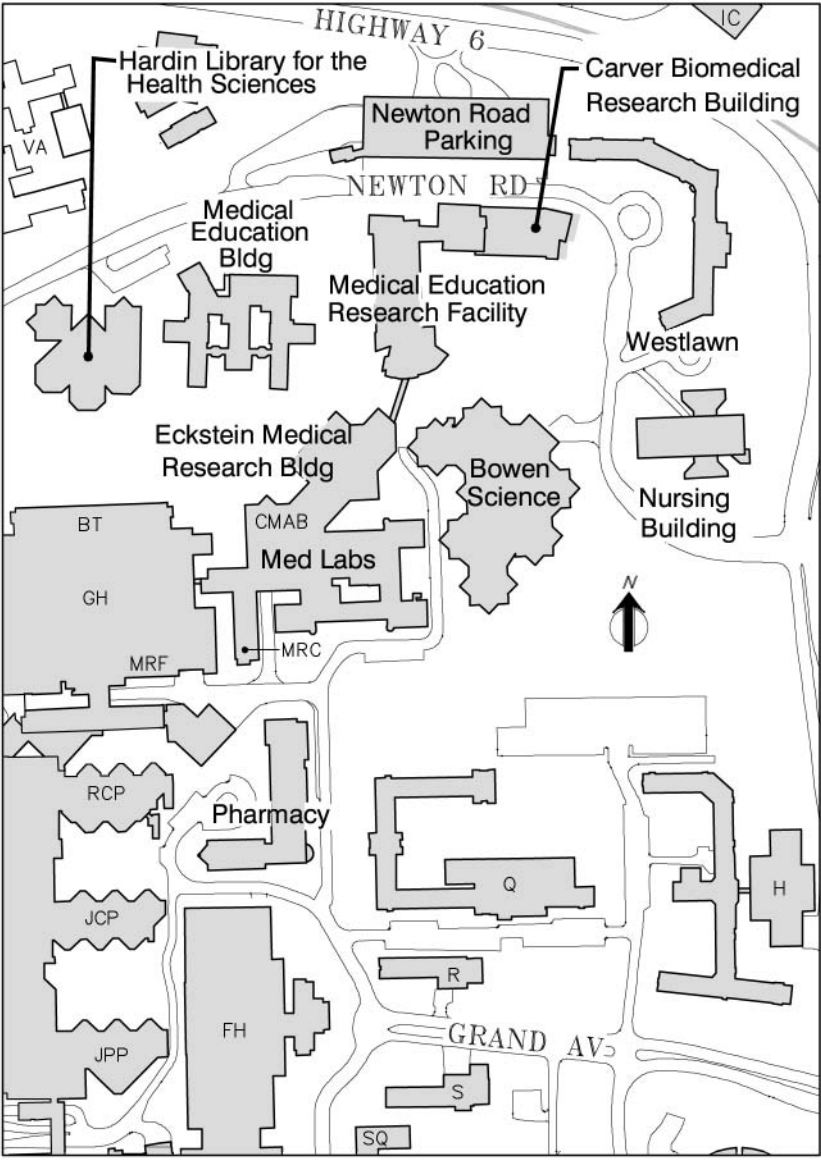 IC
HIGHWAY 6
Hardin Library for the
Health Sciences
Carver Biomedical
Research Building
Newton Road
Parking
VA
NEWTON RD
Medical
Education
Bldg
Medical Education
Research Facility
Westlawn
Eckstein Medical
Research Bldg
Bowen
Science
Nursing
Building
BT
CMAB
Med Labs
GH
N
MRC
MRF
RCP
Pharmacy
Q
H
JCP
R
FH
GRAND AV
JPP
S
SQ